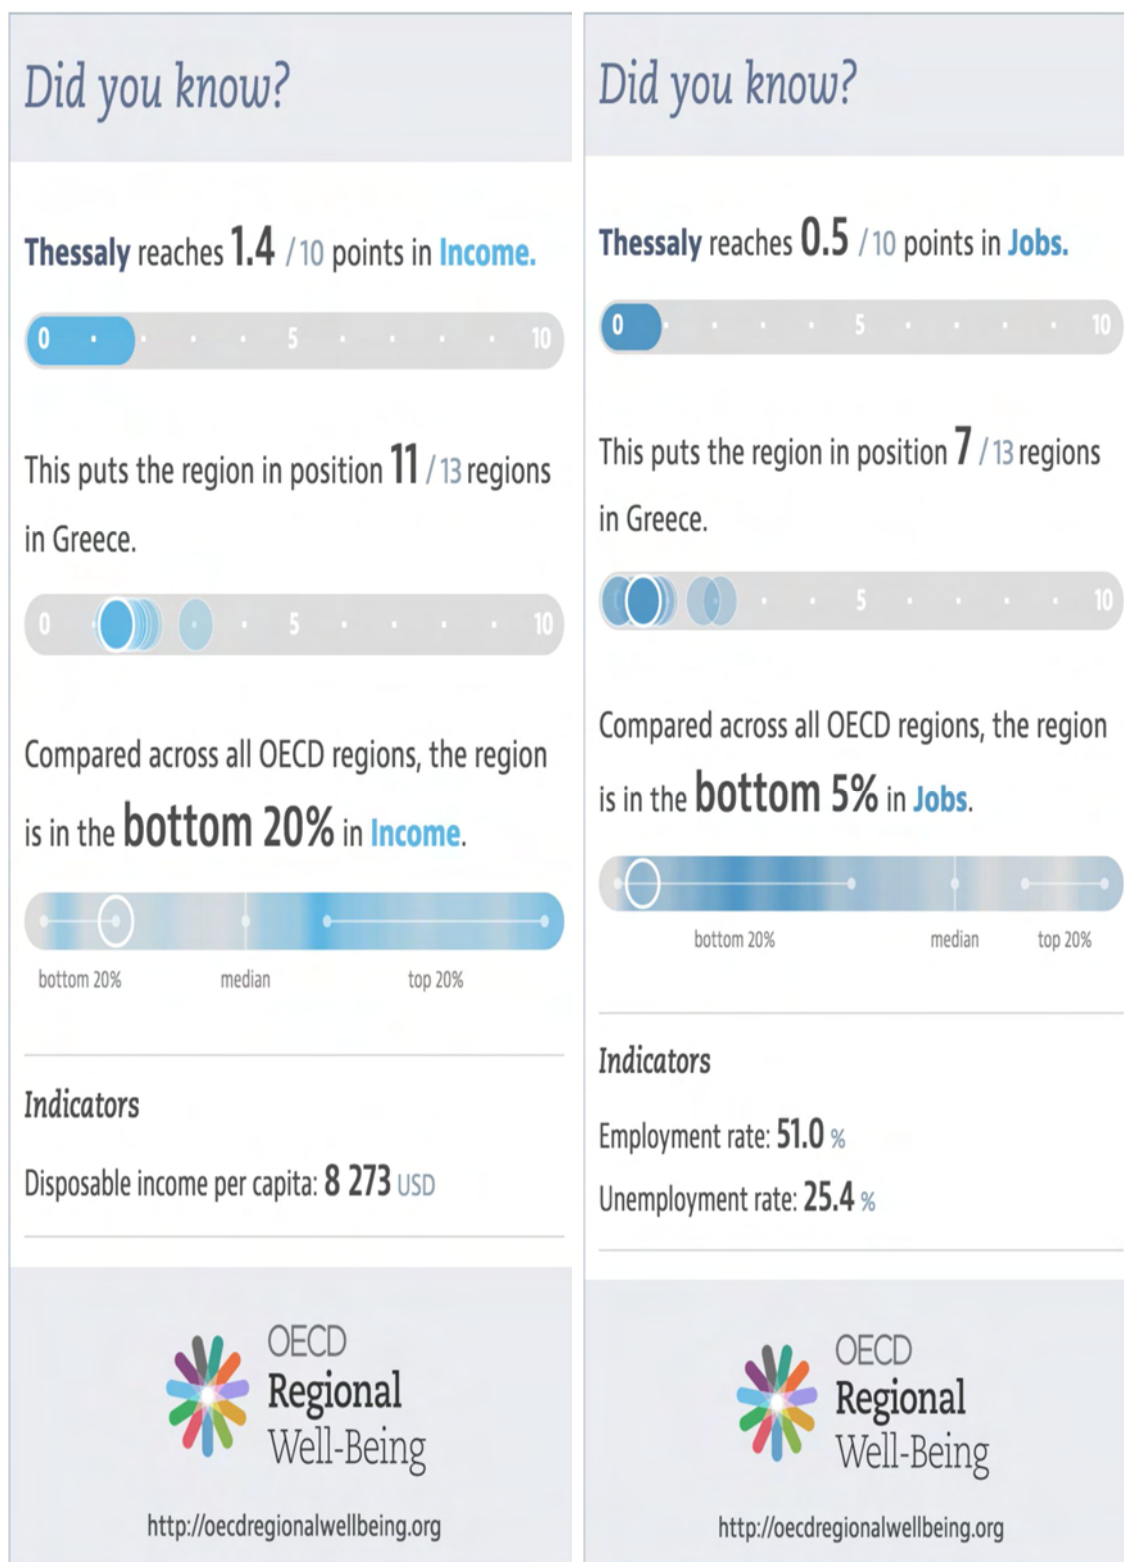 Did you know?
Thessaly reaches 1.4 / 10 points in Income.
0 5 10
This puts the region in position 11 / 13 regions
in Greece.
0 5 10
Compared across all OECD regions, the region
is in the bottom 20% in Income.
bottom 20% median top 20%
Indicators
Disposable income per capita: 8 273 USD
OECD
Regional
Well-Being
http://oecdregionalwellbeing.org
Did you know?
Thessaly reaches 0.5 / 10 points in Jobs.
0 5 10
This puts the region in position 7 / 13 regions
in Greece.
5 10
Compared across all OECD regions, the region
is in the bottom 5% in Jobs.
bottom 20% median top 20%
Indicators
Employment rate: 51.0 %
Unemployment rate: 25.4 %
OECD
Regional
Well-Being
http://oecdregionalwellbeing.org